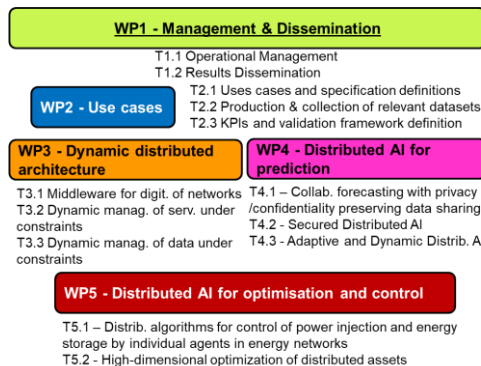 WP1 - Management & Dissemination
T1.1 Operational Management
T1.2 Results Dissemination
WP2 - Use cases
T2.1 Uses cases and specification definitions
T2.2 Production & collection of relevant datasets
T2.3 KPIs and validation framework definition
WP3 - Dynamic distributed
architecture
T3.1 Middleware for digit. of networks
T3.2 Dynamic manag. of serv. under
constraints
T3.3 Dynamic manag. of data under
constraints
WP4 - Distributed AI for
prediction
T4.1 – Collab. forecasting with privacy
/confidentiality preserving data sharing
T4.2 - Secured Distributed AI
T4.3 - Adaptive and Dynamic Distrib. A
WP5 - Distributed AI for optimisation and control
T5.1 – Distrib. algorithms for control of power injection and energy
storage by individual agents in energy networks
T5.2 - High-dimensional optimization of distributed assets